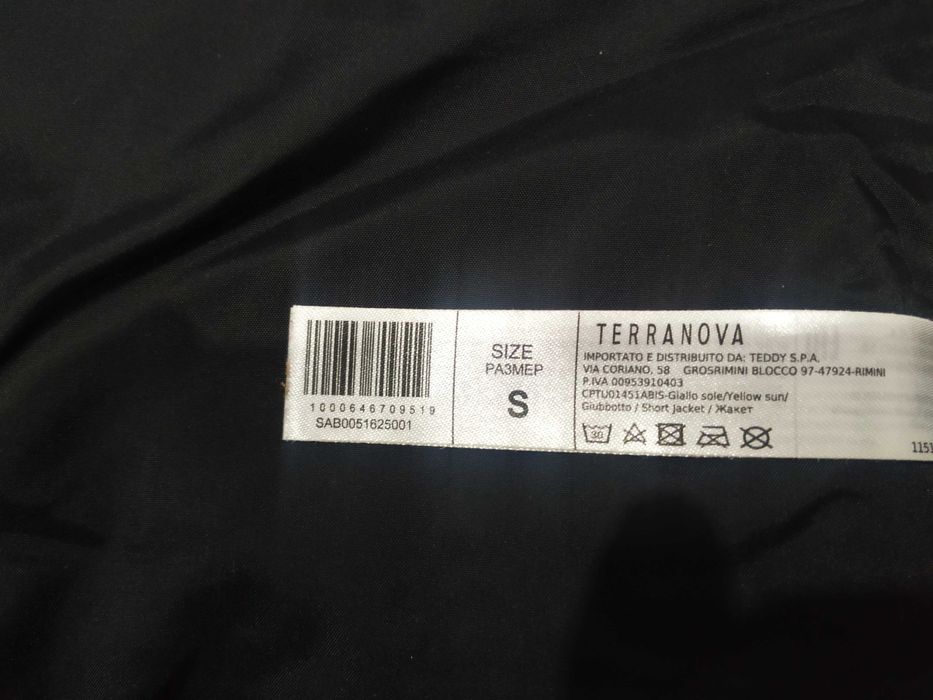 1000646709519
SAB0051625001
SIZE
РАЗМЕР
S
TERRANOVA
IMPORTATO E DISTRIBUITO DA: TEDDY S.P.A.
VIA CORIANO, 58 GROSRIMINI BLOCCO 97-47924-RIMINI
P.IVA 00953910403
CPTU01451ABIS-Giallo sole/Yellow sun/
Giubbotto / Short Jacket / Жакет
30
1151